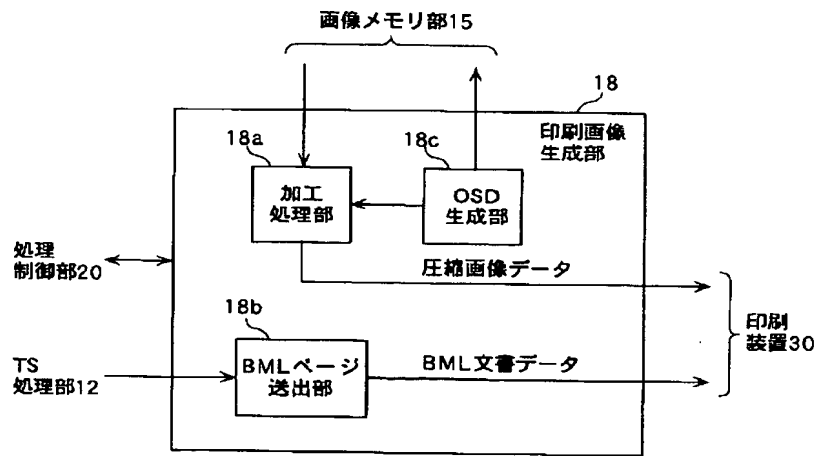 画像メモリ部15
18
印刷画像
生成部
18a
加工
処理部
18c
OSD
生成部
処理
制御部20
圧縮画像データ
18b
BMLページ
送出部
TS
処理部12
BML文書データ
印刷
装置30